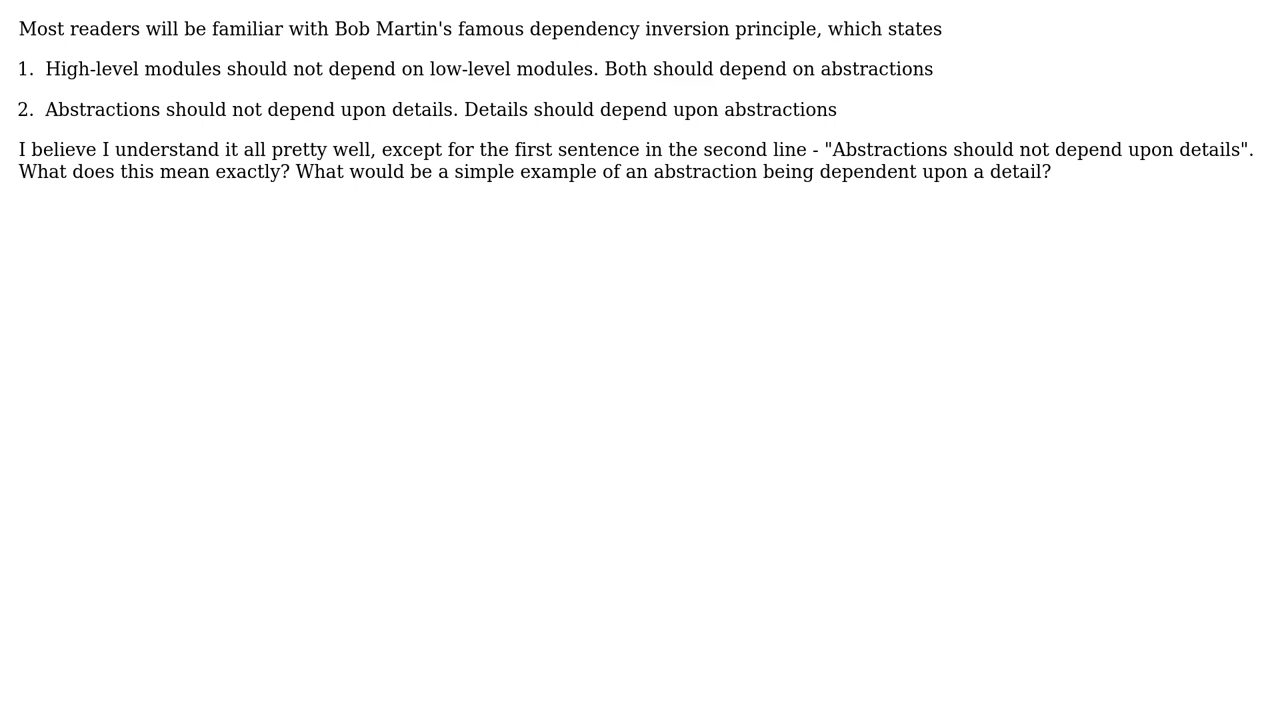 Most readers will be familiar with Bob Martin's famous dependency inversion principle, which states
1. High-level modules should not depend on low-level modules. Both should depend on abstractions
2. Abstractions should not depend upon details. Details should depend upon abstractions
I believe I understand it all pretty well, except for the first sentence in the second line - "Abstractions should not depend upon details".
What does this mean exactly? What would be a simple example of an abstraction being dependent upon a detail?